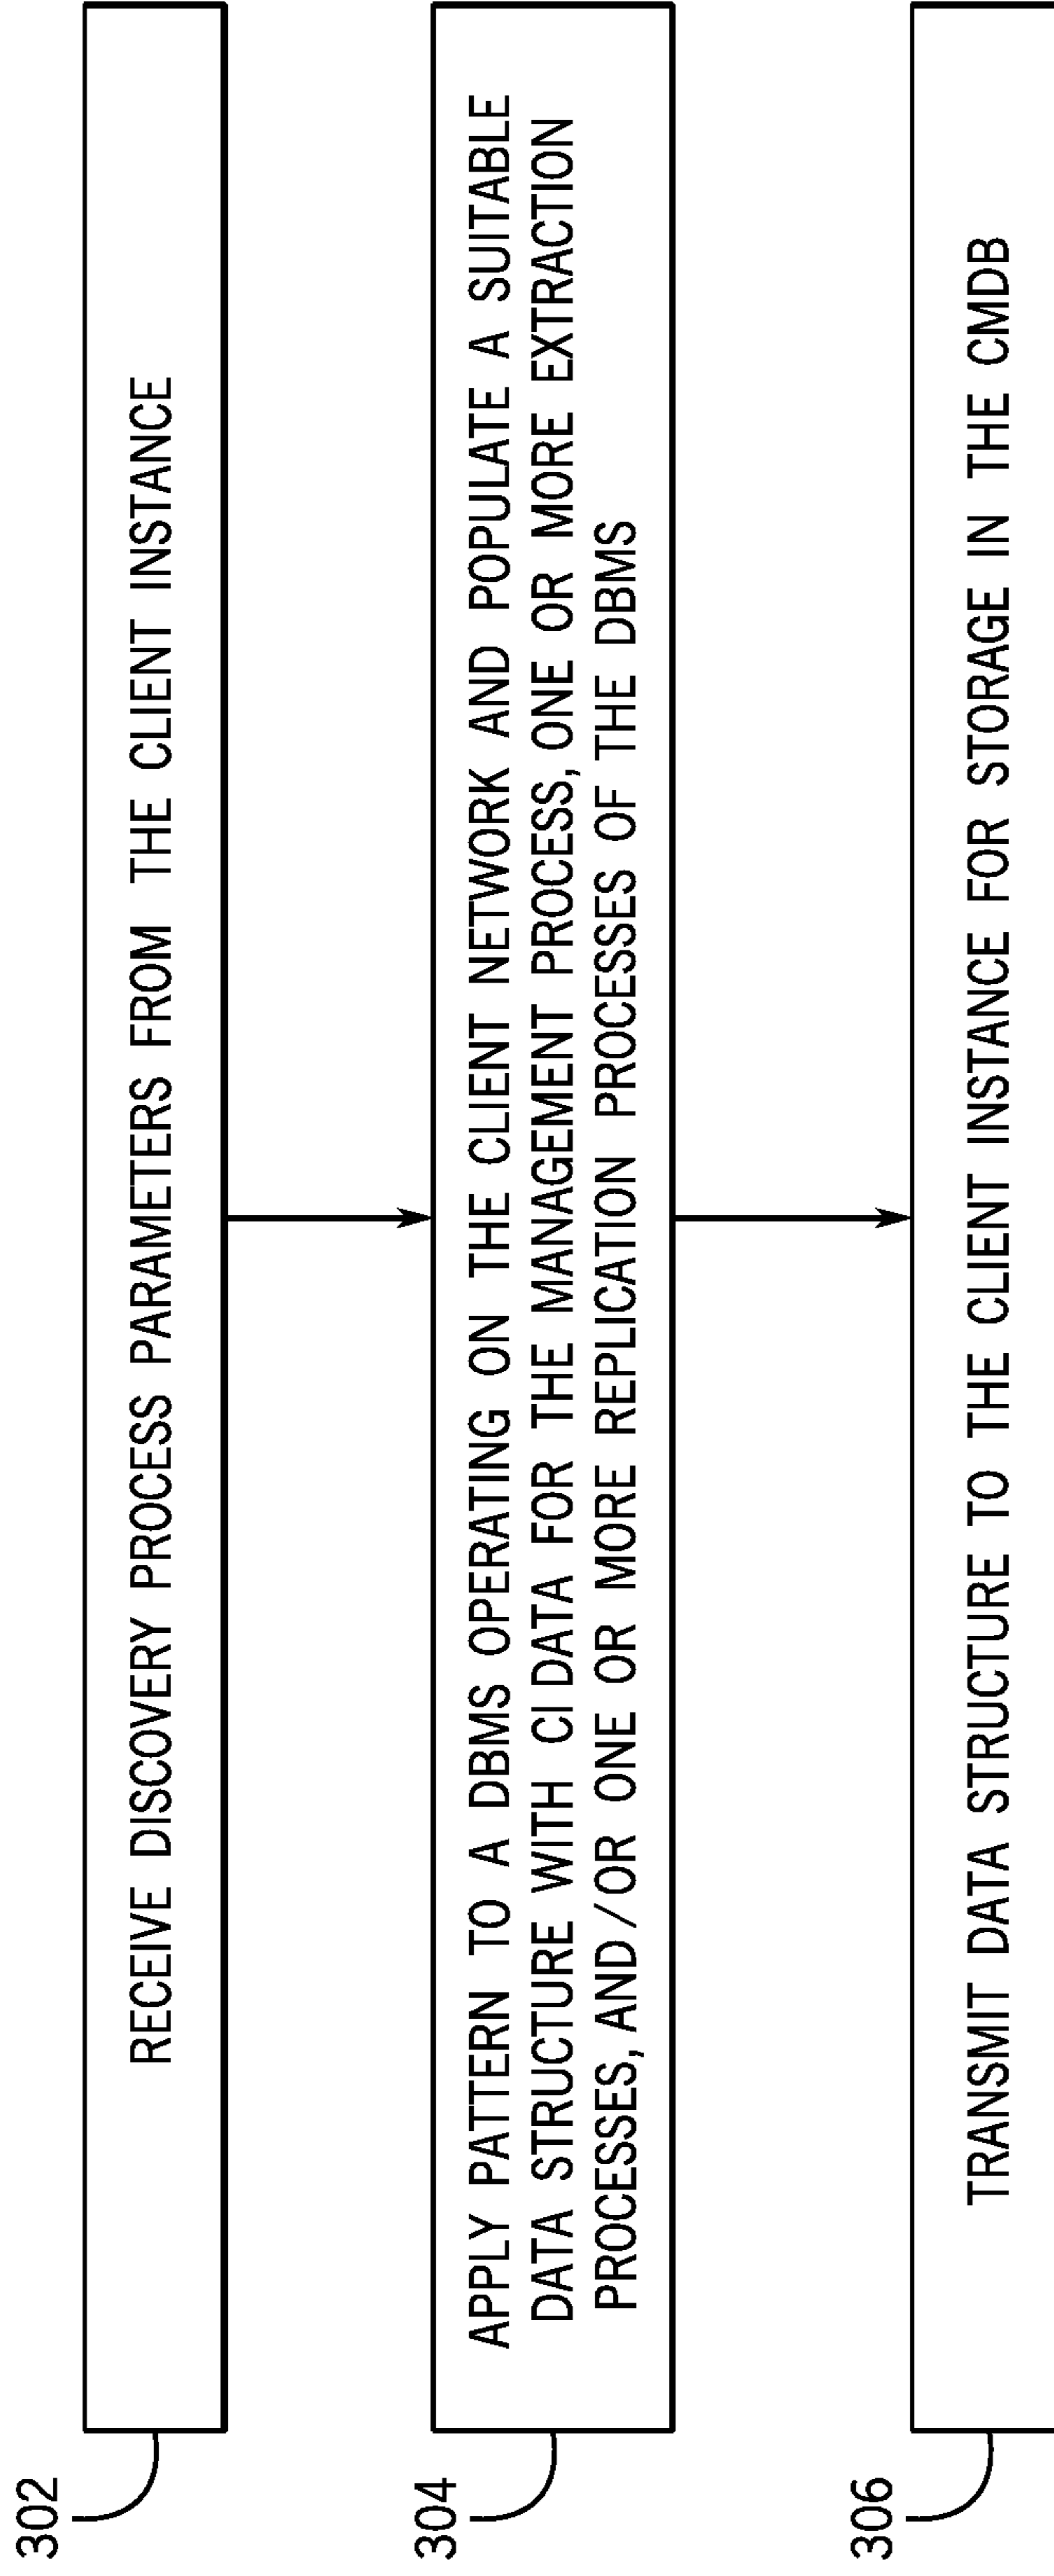 302
RECEIVE DISCOVERY PROCESS PARAMETERS FROM THE CLIENT INSTANCE
304
APPLY PATTERN TO A DBMS OPERATING ON THE CLIENT NETWORK AND POPULATE A SUITABLE
DATA STRUCTURE WITH CI DATA FOR THE MANAGEMENT PROCESS, ONE OR MORE EXTRACTION
PROCESSES, AND/OR ONE OR MORE REPLICATION PROCESSES OF THE DBMS
306
TRANSMIT DATA STRUCTURE TO THE CLIENT INSTANCE FOR STORAGE IN THE CMDB